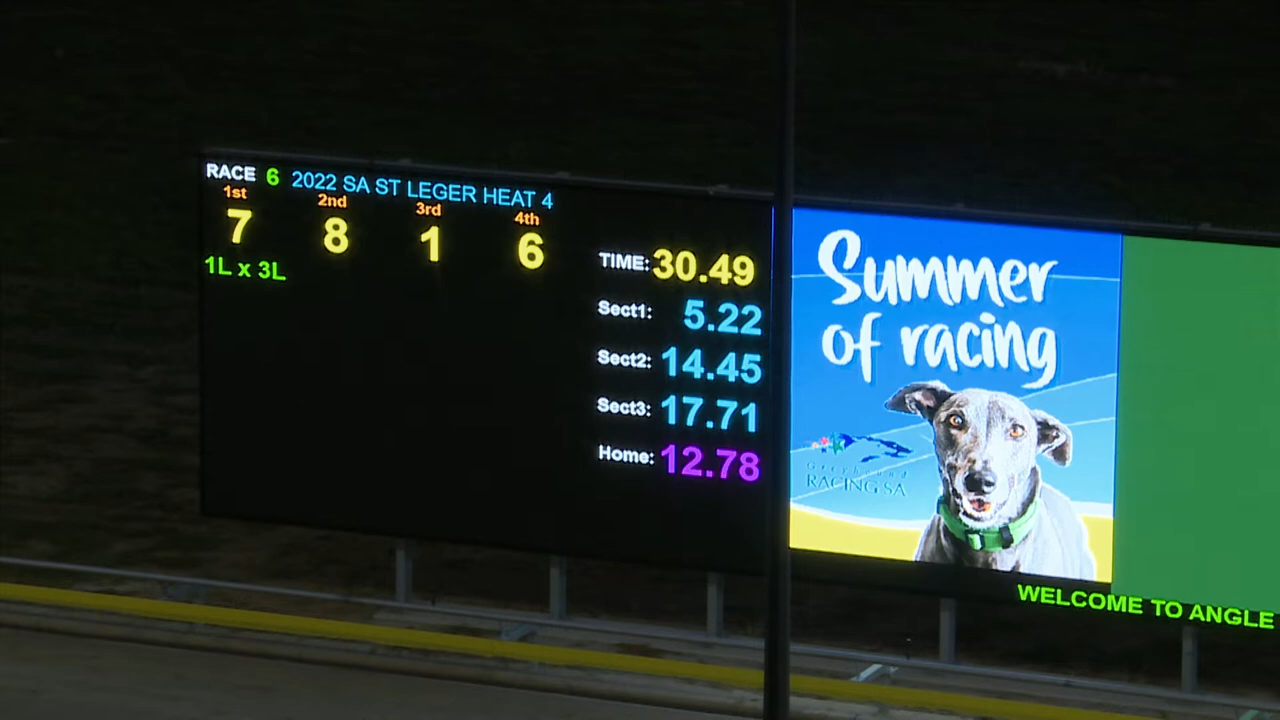 RACE 6 2022 SA ST LEGER HEAT 4
1st 2nd 3rd 4th
7 8 1 6
1L x 3L
TIME: 30.49
Sect1: 5.22
Sect2: 14.45
Sect3: 17.71
Home: 12.78
Summer
of racing
Greyhound
RACING SA
WELCOME TO ANGLE